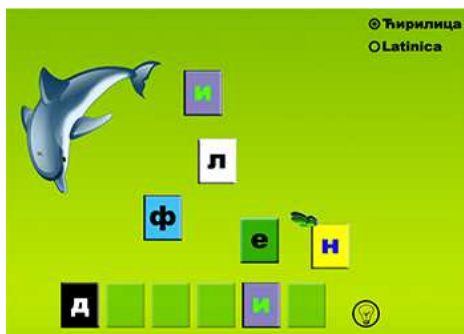 Ћирилица
Latinica
и
л
ф
е
н
д и